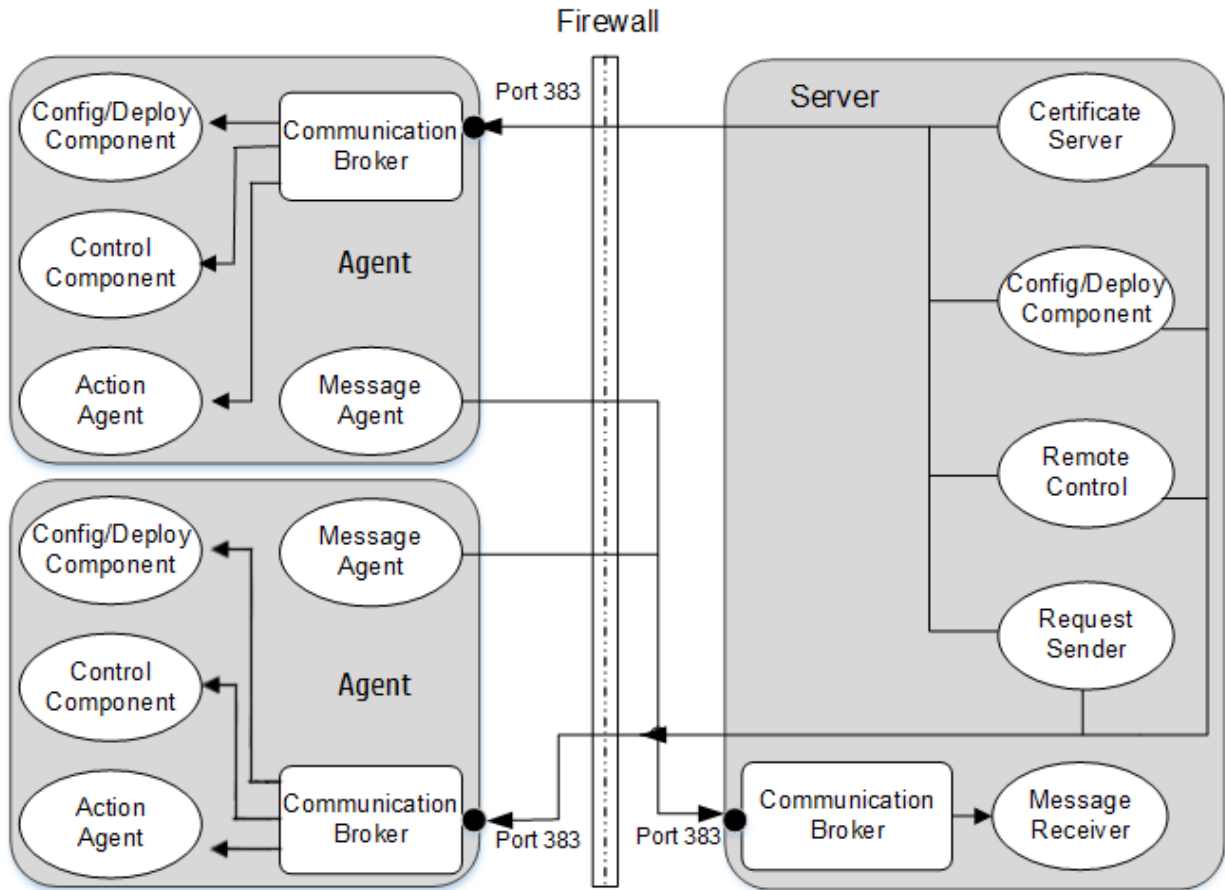 Firewall
Config/Deploy
Component
Communication
Broker
Control
Component
Agent
Action
Agent
Message
Agent
Port 383
Server
Certificate
Server
Config/Deploy
Component
Remote
Control
Request
Sender
Config/Deploy
Component
Message
Agent
Control
Component
Agent
Action
Agent
Communication
Broker
Port 383
Port 383
Communication
Broker
Message
Receiver